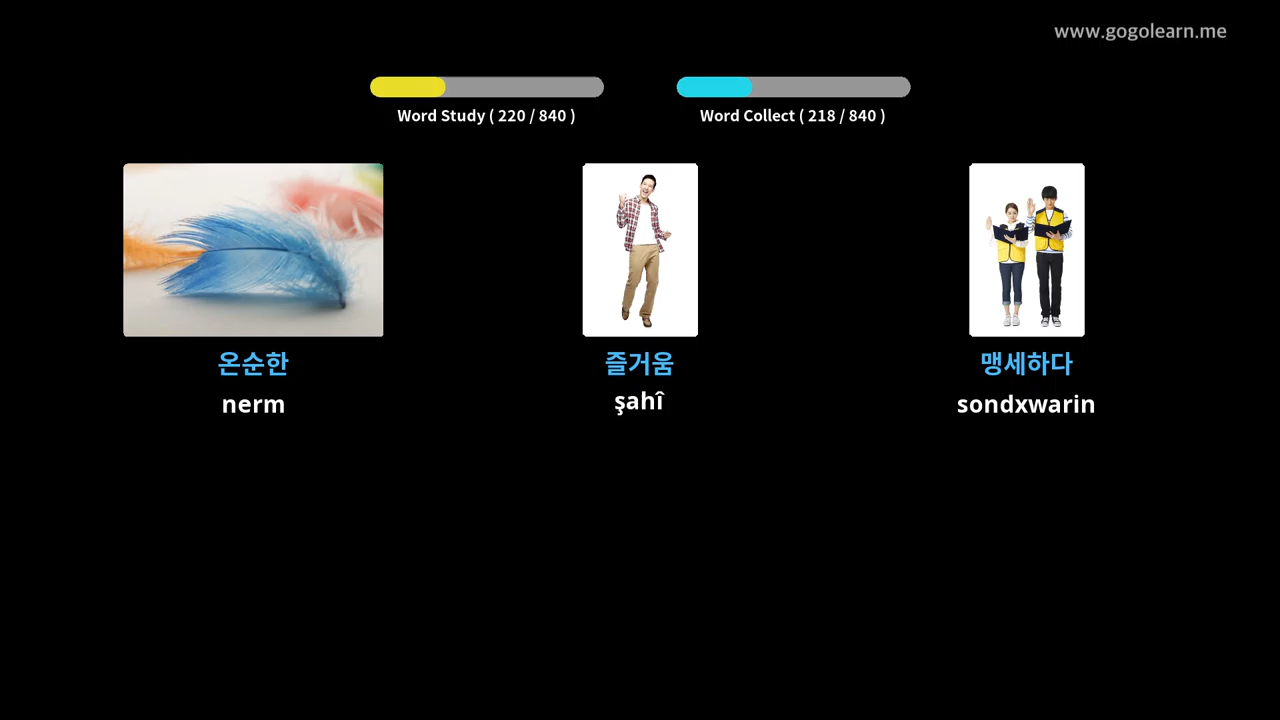 www.gogolearn.me
Word Study ( 220 / 840 )
Word Collect ( 218 / 840 )
온순한
즐거움
맹세하다
nerm
şahî
sondxwarin